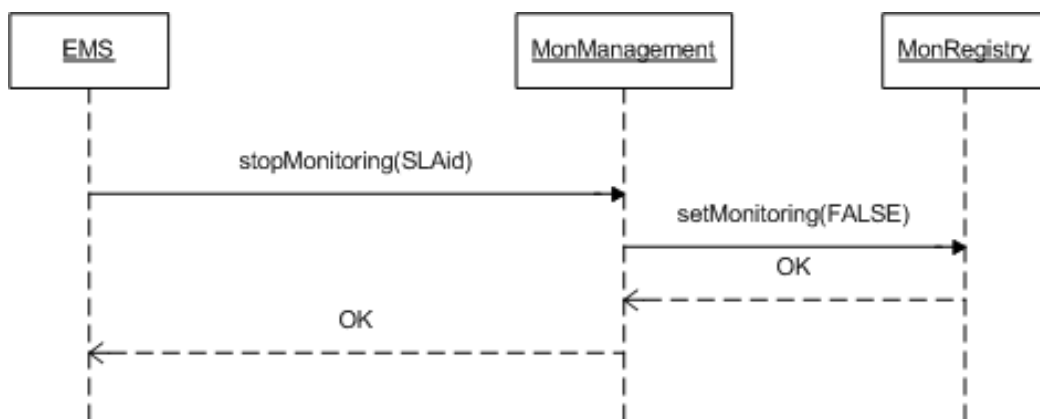 EMS
MonManagement
MonRegistry
stopMonitoring(SLAid)
setMonitoring(FALSE)
OK
OK